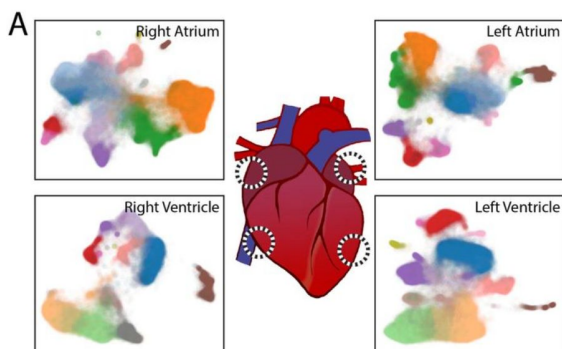 A
Right Atrium
Left Atrium
Right Ventricle
Left Ventricle